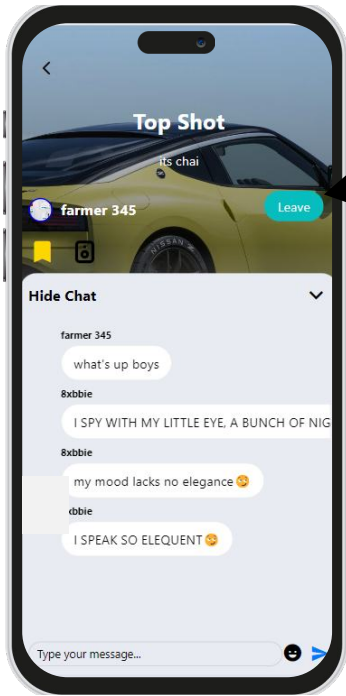 Top Shot
its chai
farmer 345
Leave
NISSAN
Hide Chat
farmer 345
what's up boys
8xbbie
I SPY WITH MY LITTLE EYE, A BUNCH OF NIG
8xbbie
my mood lacks no elegance🙄
xbbie
I SPEAK SO ELEQUENT🙄
Type your message...